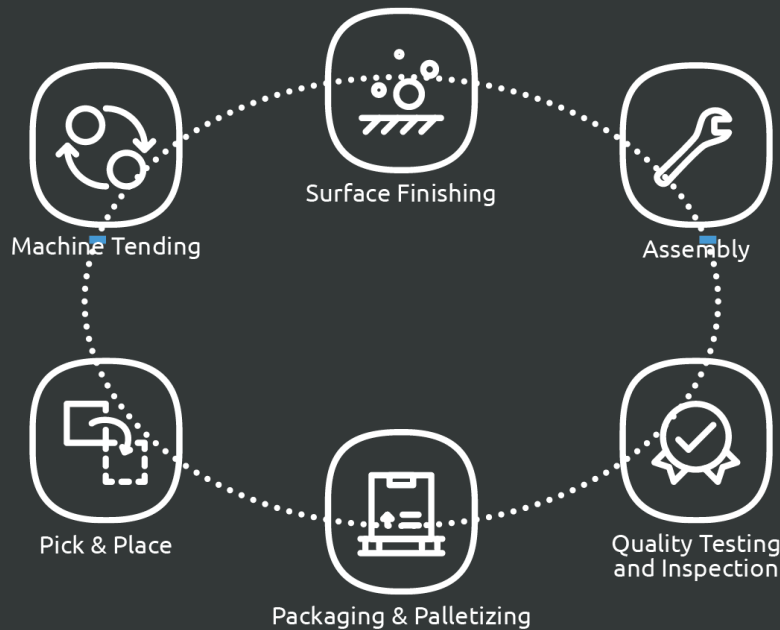 Surface Finishing
Machine Tending
Assembly
Pick & Place
Quality Testing
and Inspection
Packaging & Palletizing